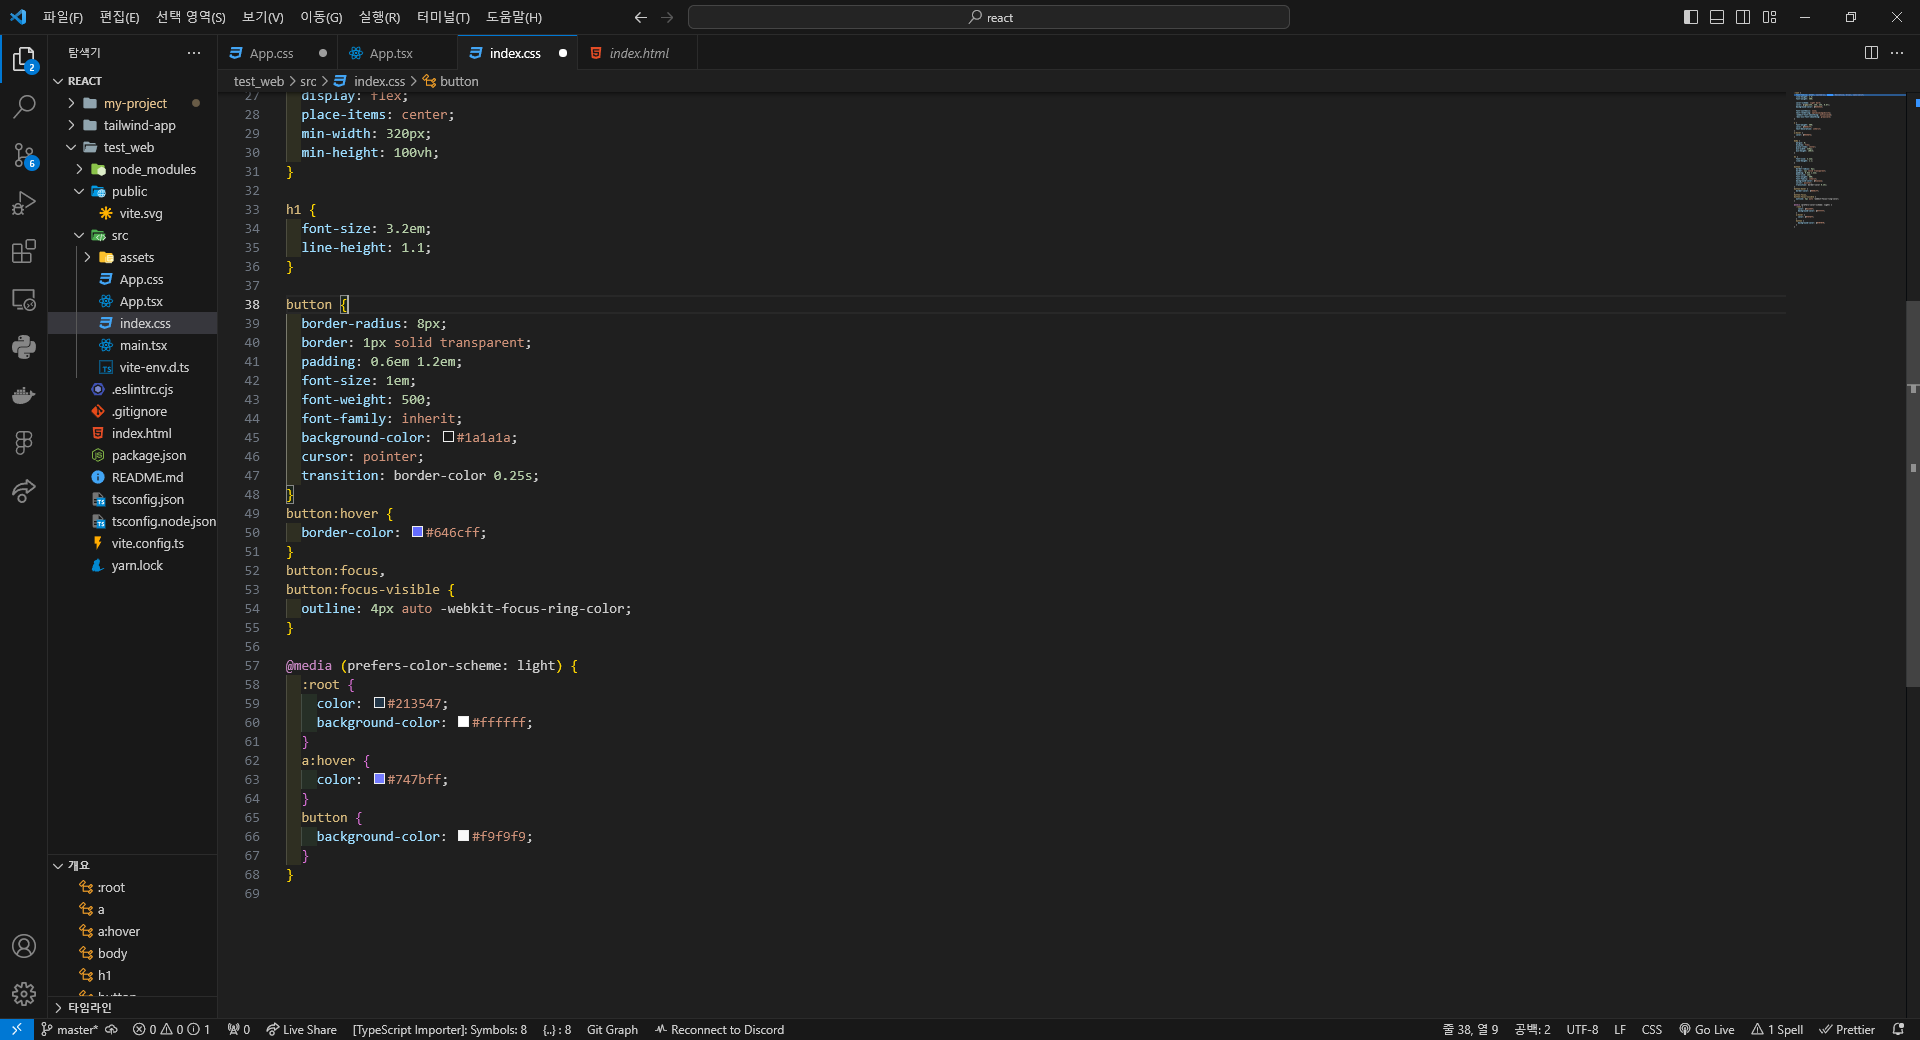 파일(F) 편집(E) 선택 영역(S) 보기(V) 이동(G) 실행(R) 터미널(T) 도움말(H)
react
탐색기
App.css
App.tsx
index.css
index.html
REACT
test_web > src > index.css > button
my-project
tailwind-app
test_web
node_modules
public
vite.svg
src
assets
App.css
App.tsx
index.css
main.tsx
vite-env.d.ts
.eslintrc.cjs
.gitignore
index.html
package.json
README.md
tsconfig.json
tsconfig.node.json
vite.config.ts
yarn.lock
개요
:root
a
a:hover
body
h1
button
타임라인
27 display: flex;
28 place-items: center;
29 min-width: 320px;
30 min-height: 100vh;
31 }
32
33 h1 {
34 font-size: 3.2em;
35 line-height: 1.1;
36 }
37
38 button {
39 border-radius: 8px;
40 border: 1px solid transparent;
41 padding: 0.6em 1.2em;
42 font-size: 1em;
43 font-weight: 500;
44 font-family: inherit;
45 background-color: #1a1a1a;
46 cursor: pointer;
47 transition: border-color 0.25s;
48 }
49 button:hover {
50 border-color: #646cff;
51 }
52 button:focus,
53 button:focus-visible {
54 outline: 4px auto -webkit-focus-ring-color;
55 }
56
57 @media (prefers-color-scheme: light) {
58 :root {
59 color: #213547;
60 background-color: #ffffff;
61 }
62 a:hover {
63 color: #747bff;
64 }
65 button {
66 background-color: #f9f9f9;
67 }
68 }
69
2
6
master* 0 0 1 0 Live Share [TypeScript Importer]: Symbols: 8 {..} : 8 Git Graph Reconnect to Discord
줄 38, 열 9 공백: 2 UTF-8 LF CSS Go Live 1 Spell Prettier